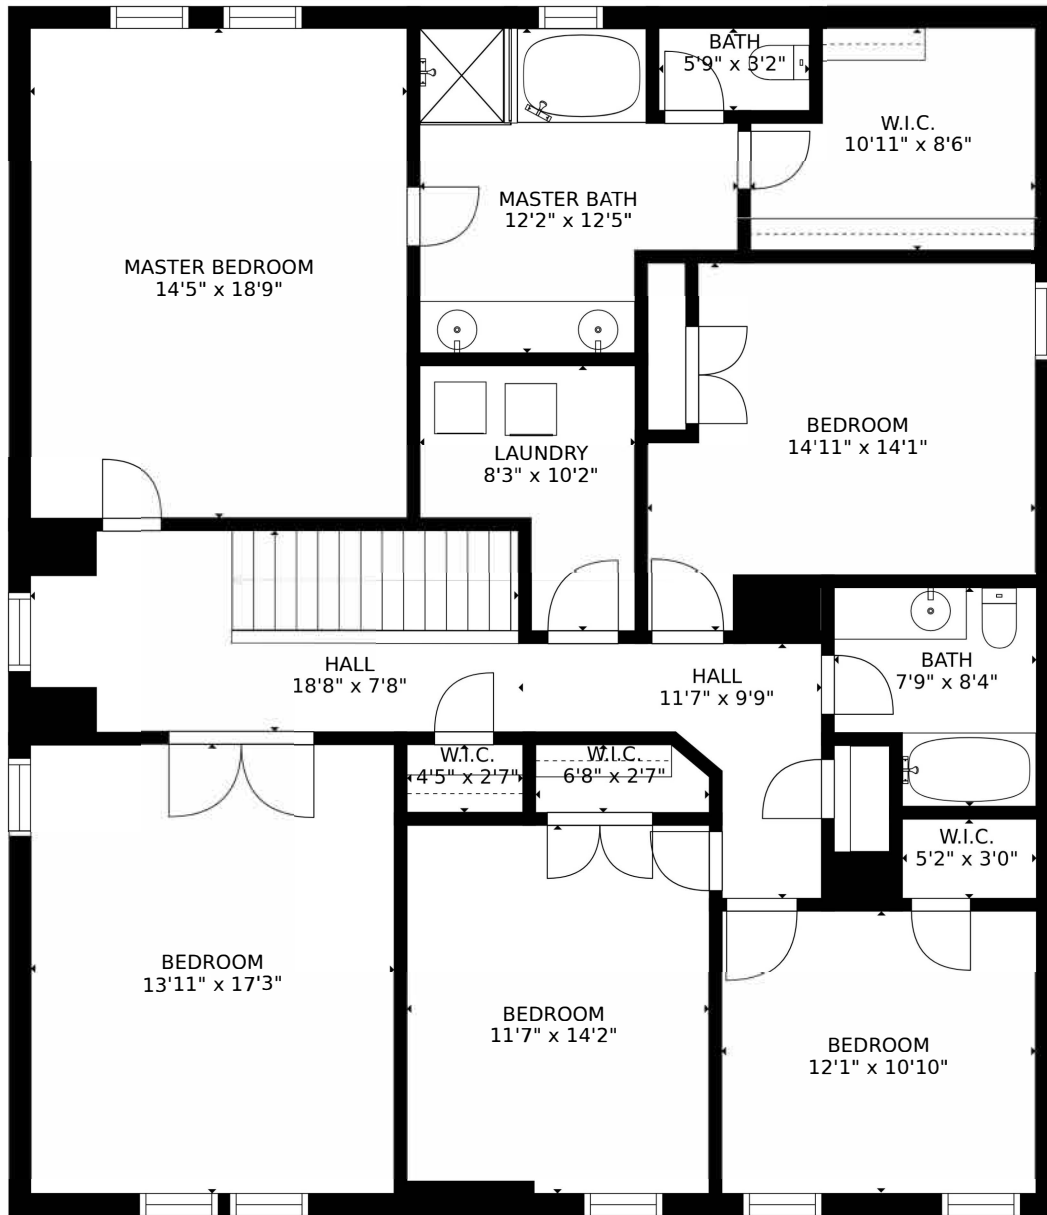 BATH
5'9" x 3'2"
W.I.C.
10'11" x 8'6"
MASTER BATH
12'2" x 12'5"
MASTER BEDROOM
14'5" x 18'9"
BEDROOM
14'11" x 14'1"
LAUNDRY
8'3" x 10'2"
HALL
18'8" x 7'8"
HALL
11'7" x 9'9"
BATH
7'9" x 8'4"
W.I.C.
4'5" x 2'7"
W.I.C.
6'8" x 2'7"
W.I.C.
5'2" x 3'0"
BEDROOM
13'11" x 17'3"
BEDROOM
11'7" x 14'2"
BEDROOM
12'1" x 10'10"